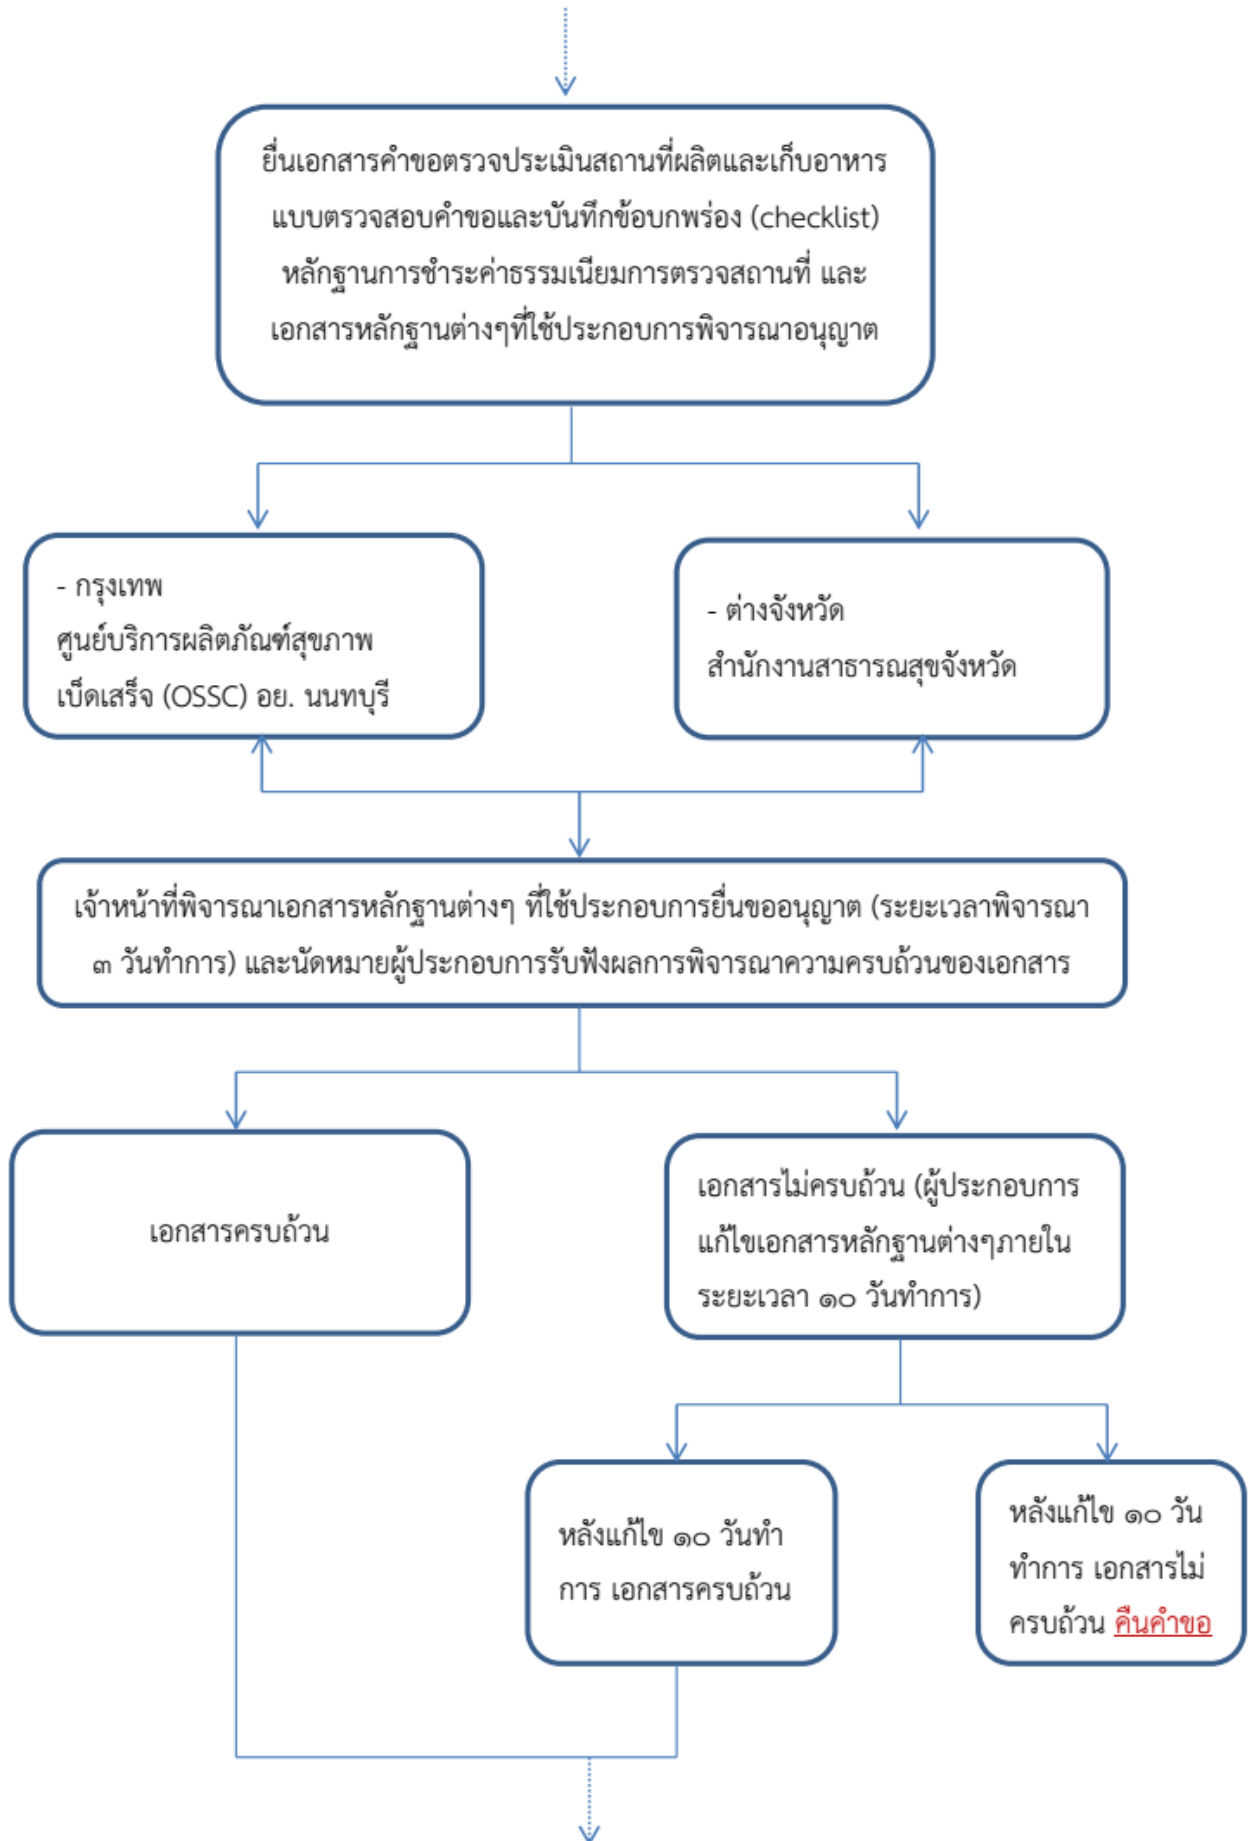 ยื่นเอกสารคำขอตรวจประเมินสถานที่ผลิตและเก็บอาหาร
แบบตรวจสอบคำขอและบันทึกข้อบกพร่อง (checklist)
หลักฐานการชำระค่าธรรมเนียมการตรวจสถานที่ และ
เอกสารหลักฐานต่างๆที่ใช้ประกอบการพิจารณาอนุญาต
- กรุงเทพ
ศูนย์บริการผลิตภัณฑ์สุขภาพ
เบ็ดเสร็จ (OSSC) อย. นนทบุรี
- ต่างจังหวัด
สำนักงานสาธารณสุขจังหวัด
เจ้าหน้าที่พิจารณาเอกสารหลักฐานต่างๆ ที่ใช้ประกอบการยื่นขออนุญาต (ระยะเวลาพิจารณา
๓ วันทำการ) และนัดหมายผู้ประกอบการรับฟังผลการพิจารณาความครบถ้วนของเอกสาร
เอกสารครบถ้วน
เอกสารไม่ครบถ้วน (ผู้ประกอบการ
แก้ไขเอกสารหลักฐานต่างๆภายใน
ระยะเวลา ๑๐ วันทำการ)
หลังแก้ไข ๑๐ วันทำ
การ เอกสารครบถ้วน
หลังแก้ไข ๑๐ วัน
ทำการ เอกสารไม่
ครบถ้วน คืนคำขอ